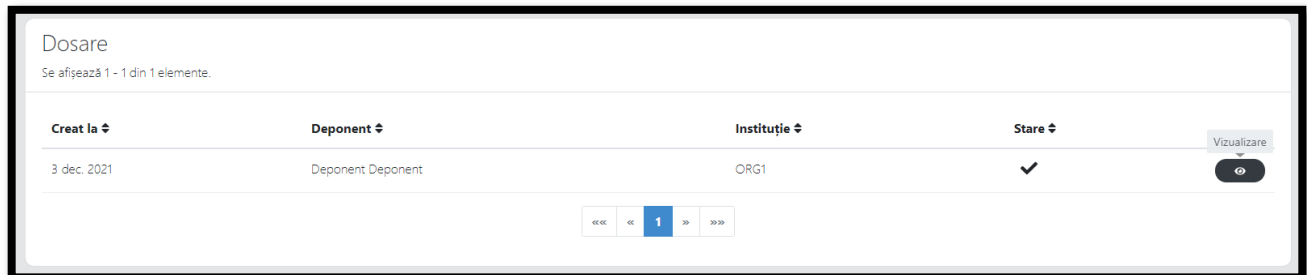 Dosare
Se afișează 1 - 1 din 1 elemente.
Creat la Deponent Instituție Stare
Vizualizare
3 dec. 2021 Deponent Deponent ORG1
«« « 1 » »»